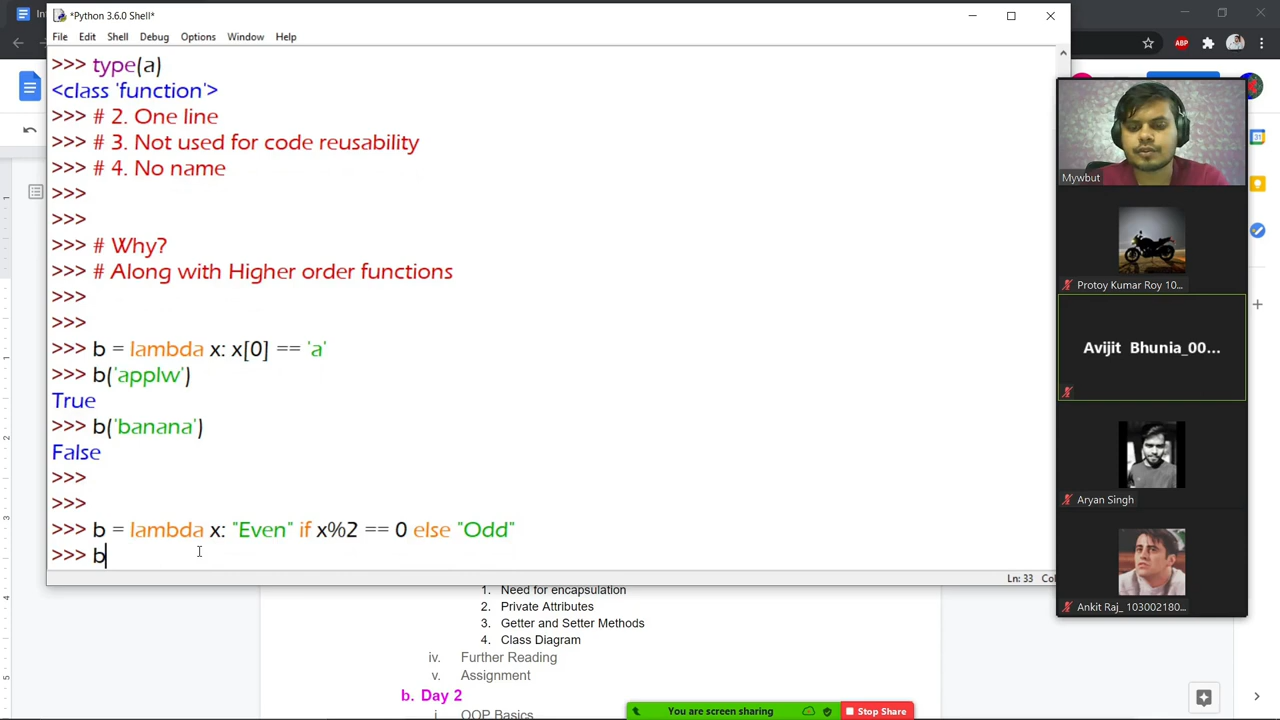 *Python 3.6.0 Shell*
File Edit Shell Debug Options Window Help
>>> type(a)
<class 'function'>
>>> # 2. One line
>>> # 3. Not used for code reusability
>>> # 4. No name
>>>
>>>
>>> # Why?
>>> # Along with Higher order functions
>>>
>>>
>>> b = lambda x: x[0] == 'a'
>>> b('applw')
True
>>> b('banana')
False
>>>
>>>
>>> b = lambda x: "Even" if x%2 == 0 else "Odd"
>>> b
Ln: 33
ABP
Mywbut
Protoy Kumar Roy 10...
Avijit Bhunia_00...
Aryan Singh
Ankit Raj_ 103002180...
1. Need for encapsulation
2. Private Attributes
3. Getter and Setter Methods
4. Class Diagram
iv. Further Reading
v. Assignment
b. Day 2
i. OOP Basics
You are screen sharing
Stop Share